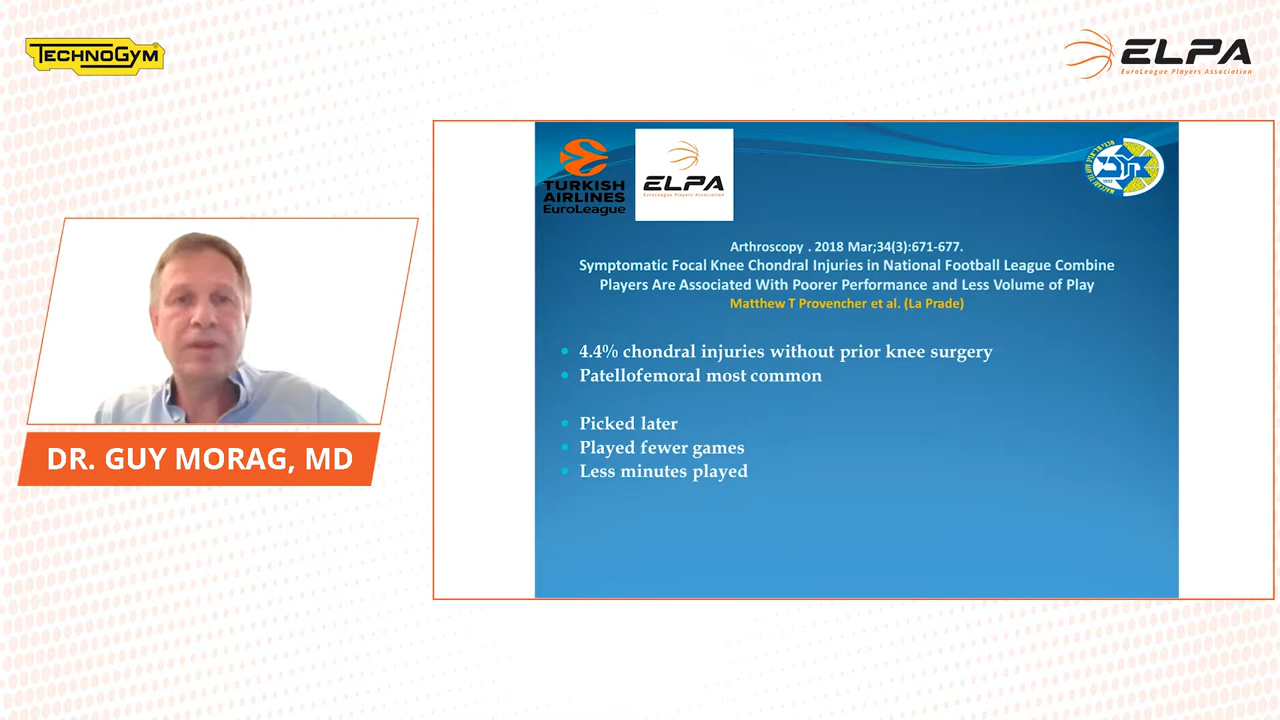 TECHNOGYM
ELPA
EuroLeague Players Association
DR. GUY MORAG, MD
TURKISH
AIRLINES
EuroLeague
ELPA
EuroLeague Players Association
Arthroscopy . 2018 Mar;34(3):671-677.
Symptomatic Focal Knee Chondral Injuries in National Football League Combine
Players Are Associated With Poorer Performance and Less Volume of Play
Matthew T Provencher et al. (La Prade)
• 4.4% chondral injuries without prior knee surgery
• Patellofemoral most common
• Picked later
• Played fewer games
• Less minutes played